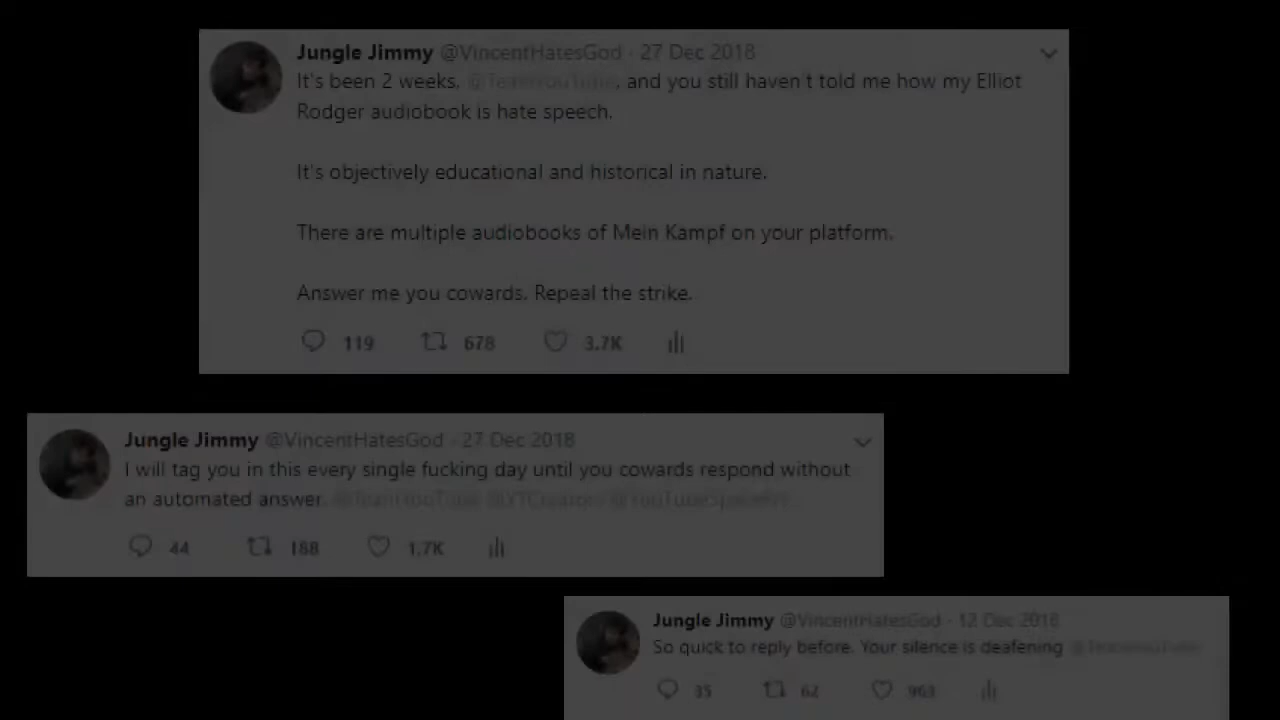 Jungle Jimmy @VincentHatesGod · 27 Dec 2018
It's been 2 weeks, @TeamYouTube, and you still haven't told me how my Elliot
Rodger audiobook is hate speech.
It's objectively educational and historical in nature.
There are multiple audiobooks of Mein Kampf on your platform.
Answer me you cowards. Repeal the strike.
119 678 3.7K
Jungle Jimmy @VincentHatesGod · 27 Dec 2018
I will tag you in this every single fucking day until you cowards respond without
an automated answer. @TeamYouTube @YTCreators
44 188 1.7K
Jungle Jimmy @VincentHatesGod · 12 Dec 2018
So quick to reply before. Your silence is deafening @TeamYouTube
35 62 963